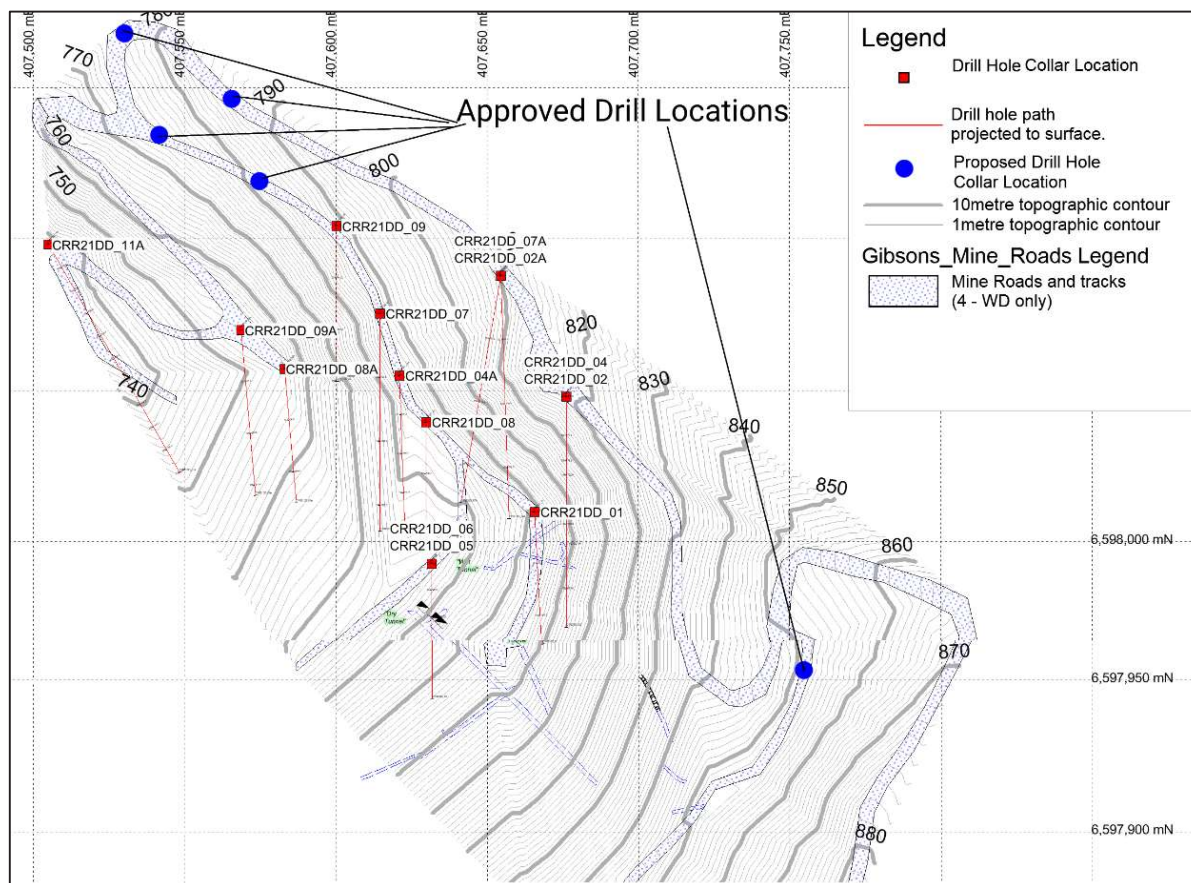 407,500 mE
407,550 mE
407,600 mE
407,650 mE
407,700 mE
407,750 mE
780
770
790
760
750
800
Approved Drill Locations
CRR21DD_11A
CRR21DD_09
CRR21DD_07A
CRR21DD_02A
CRR21DD_07
CRR21DD_09A
820
CRR21DD_04
CRR21DD_02
CRR21DD_08A
CRR21DD_04A
830
740
CRR21DD_08
840
850
CRR21DD_01
CRR21DD_06
CRR21DD_05
860
"Dry
Tunnel"
870
880
6,598,000 mN
6,597,950 mN
6,597,900 mN
Legend
Drill Hole Collar Location
Drill hole path
projected to surface.
Proposed Drill Hole
Collar Location
10metre topographic contour
1metre topographic contour
Gibsons_Mine_Roads Legend
Mine Roads and tracks
(4 - WD only)